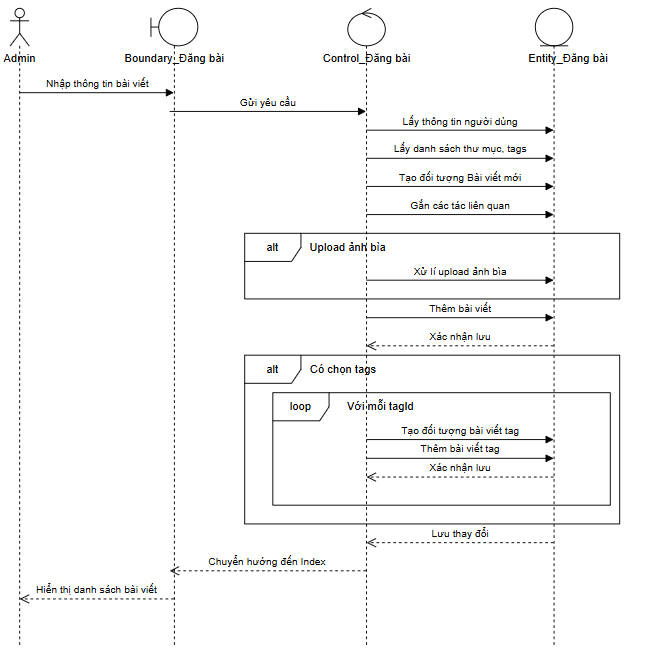 Admin
Boundary_Đăng bài
Control_Đăng bài
Entity_Đăng bài
Nhập thông tin bài viết
Gửi yêu cầu
Lấy thông tin người dùng
Lấy danh sách thư mục, tags
Tạo đối tượng Bài viết mới
Gắn các tác liên quan
alt
Upload ảnh bìa
Xử lí upload ảnh bìa
Thêm bài viết
Xác nhận lưu
alt
Có chọn tags
loop
Với mỗi tagId
Tạo đối tượng bài viết tag
Thêm bài viết tag
Xác nhận lưu
Lưu thay đổi
Chuyển hướng đến Index
Hiển thị danh sách bài viết